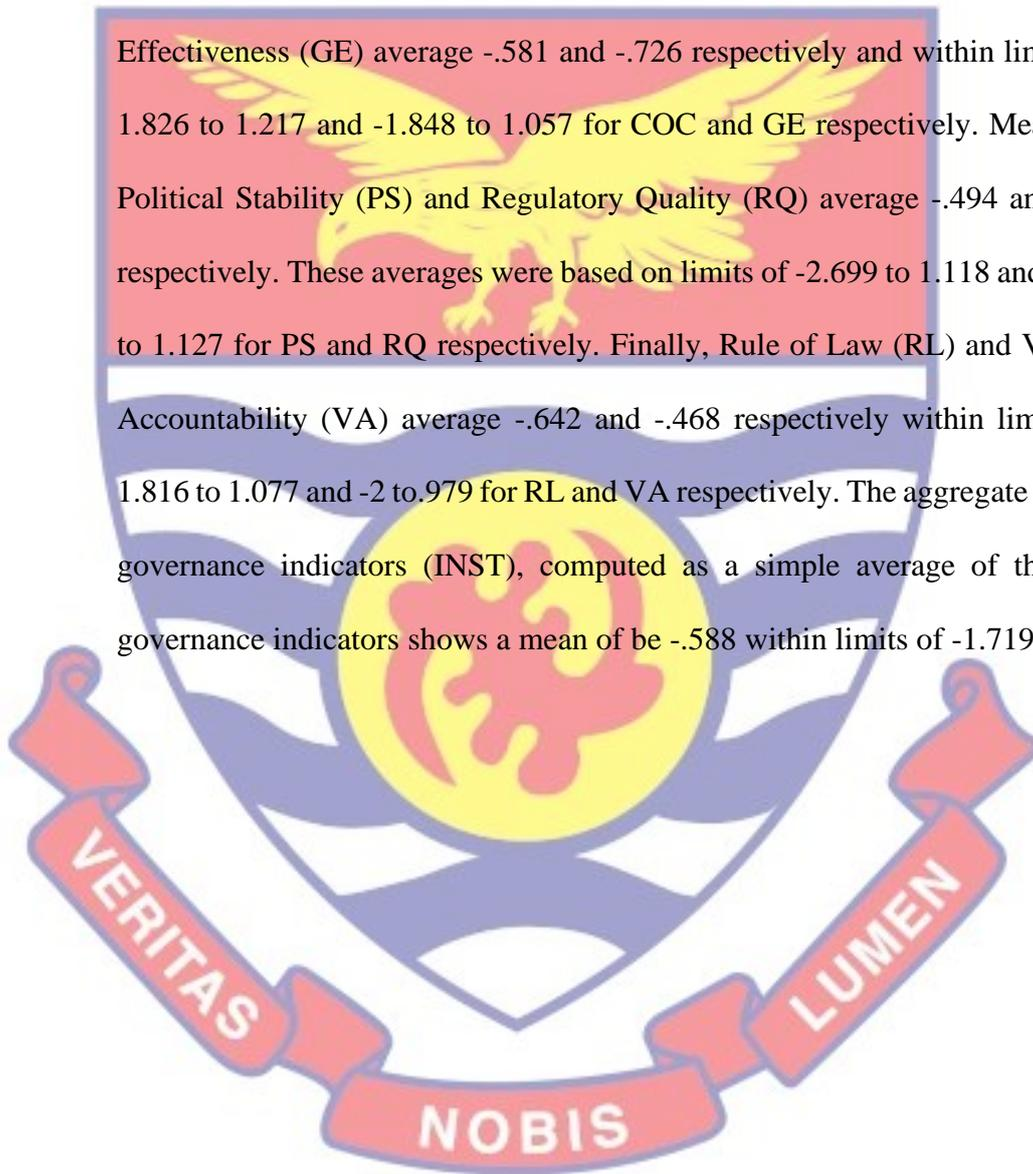 Effectiveness (GE) average -.581 and -.726 respectively and within
1.826 to 1.217 and -1.848 to 1.057 for COC and GE respectively.
Political Stability (PS) and Regulatory Quality (RQ) average -.494
respectively. These averages were based on limits of -2.699 to 1.118 and
to 1.127 for PS and RQ respectively. Finally, Rule of Law (RL) and
Accountability (VA) average -.642 and -.468 respectively within
1.816 to 1.077 and -2 to.979 for RL and VA respectively. The aggregate
governance indicators (INST), computed as a simple average of
governance indicators shows a mean of be -.588 within limits of -1.719
VERITAS
NOBIS
LUMEN